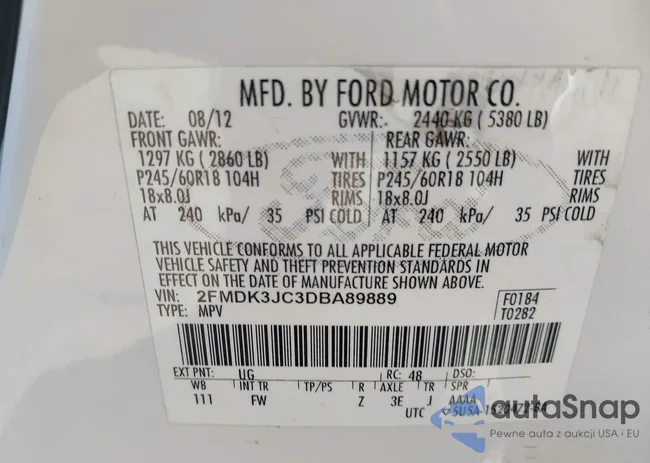 MFD. BY FORD MOTOR CO.
DATE: 08/12 GVWR: 2440 KG ( 5380 LB)
FRONT GAWR: REAR GAWR:
1297 KG ( 2860 LB) WITH 1157 KG ( 2550 LB) WITH
P245/60R18 104H TIRES P245/60R18 104H TIRES
18x8.0J RIMS 18x8.0J RIMS
AT 240 kPa/ 35 PSI COLD AT 240 kPa/ 35 PSI COLD
THIS VEHICLE CONFORMS TO ALL APPLICABLE FEDERAL MOTOR
VEHICLE SAFETY AND THEFT PREVENTION STANDARDS IN
EFFECT ON THE DATE OF MANUFACTURE SHOWN ABOVE.
VIN: 2FMDK3JC3DBA89889 F0184
TYPE: MPV T0282
EXT PNT: UG RC: 48 DSO:
WB INT TR TP/PS R AXLE TR SPR
111 FW Z 3E J AAAA
UTC
autoSnap
Pewne auta z aukcji USA i EU